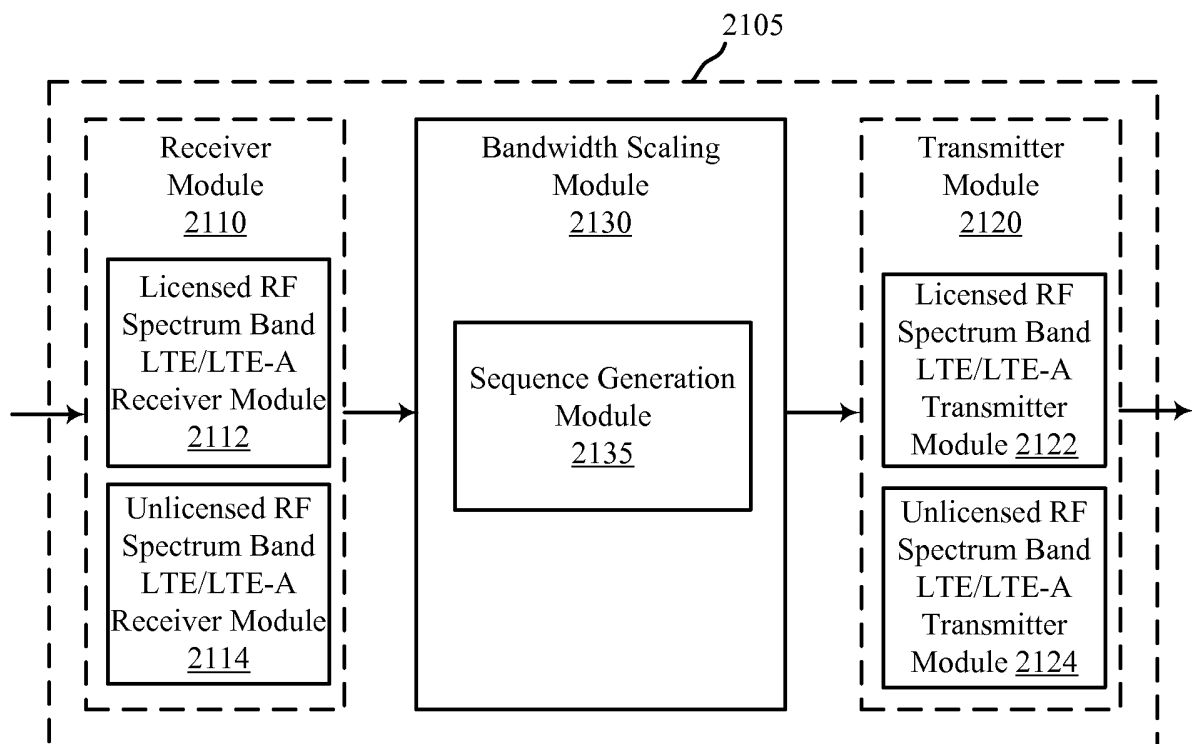 2105
Receiver
Module
2110
Licensed RF
Spectrum Band
LTE/LTE-A
Receiver Module
2112
Unlicensed RF
Spectrum Band
LTE/LTE-A
Receiver Module
2114
Bandwidth Scaling
Module
2130
Sequence Generation
Module
2135
Transmitter
Module
2120
Licensed RF
Spectrum Band
LTE/LTE-A
Transmitter
Module 2122
Unlicensed RF
Spectrum Band
LTE/LTE-A
Transmitter
Module 2124